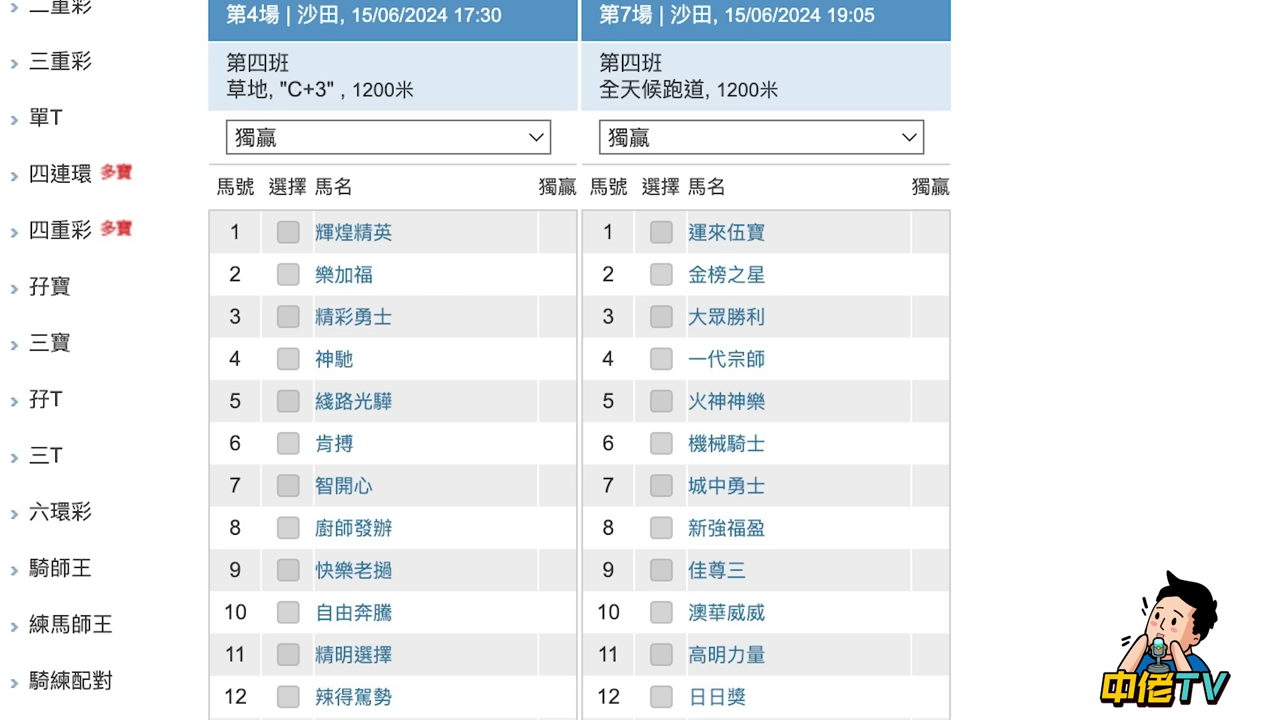 二重彩
三重彩
單T
四連環 多寶
四重彩 多寶
孖寶
三寶
孖T
三T
六環彩
騎師王
練馬師王
騎練配對
第4場 | 沙田, 15/06/2024 17:30
第四班
草地, "C+3" , 1200米
獨贏
馬號 選擇 馬名 獨贏
1 輝煌精英
2 樂加福
3 精彩勇士
4 神馳
5 綫路光驊
6 肯搏
7 智開心
8 廚師發辦
9 快樂老撾
10 自由奔騰
11 精明選擇
12 辣得駕勢
第7場 | 沙田, 15/06/2024 19:05
第四班
全天候跑道, 1200米
獨贏
馬號 選擇 馬名 獨贏
1 運來伍寶
2 金榜之星
3 大眾勝利
4 一代宗師
5 火神神樂
6 機械騎士
7 城中勇士
8 新強福盈
9 佳尊三
10 澳華威威
11 高明力量
12 日日獎
中佬TV